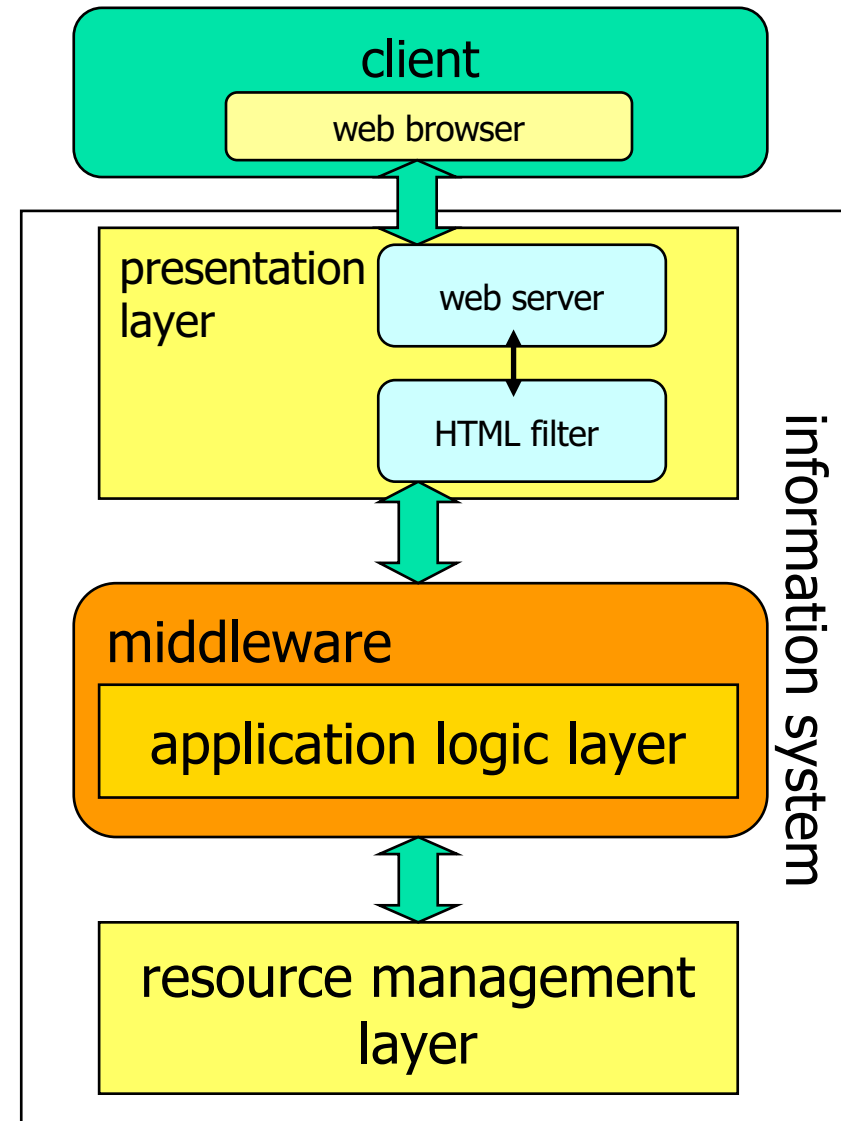 client
web browser
presentation
layer
web server
HTML filter
information system
middleware
application logic layer
resource management
layer